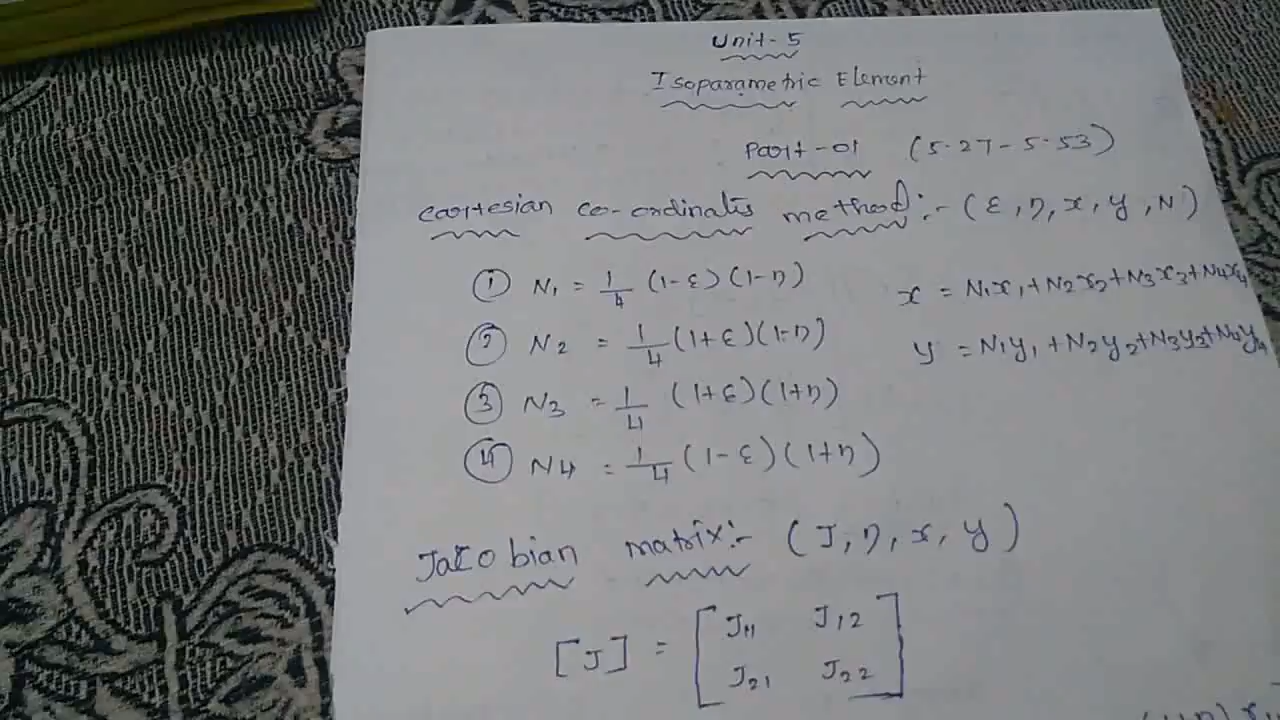 Unit-5
Isoparametric Element
Part-01 (5.27-5.53)
Cartesian co-ordinates method:- (ε, η, x, y, N)
① N₁ = 1/4 (1-ε)(1-η)
x = N₁x₁+N₂x₂+N₃x₃+N₄x₄
② N₂ = 1/4 (1+ε)(1-η)
y = N₁y₁+N₂y₂+N₃y₃+N₄y₄
③ N₃ = 1/4 (1+ε)(1+η)
④ N₄ = 1/4 (1-ε)(1+η)
Jacobian matrix:- (J, η, x, y)
[J] = [J₁₁ J₁₂
J₂₁ J₂₂]